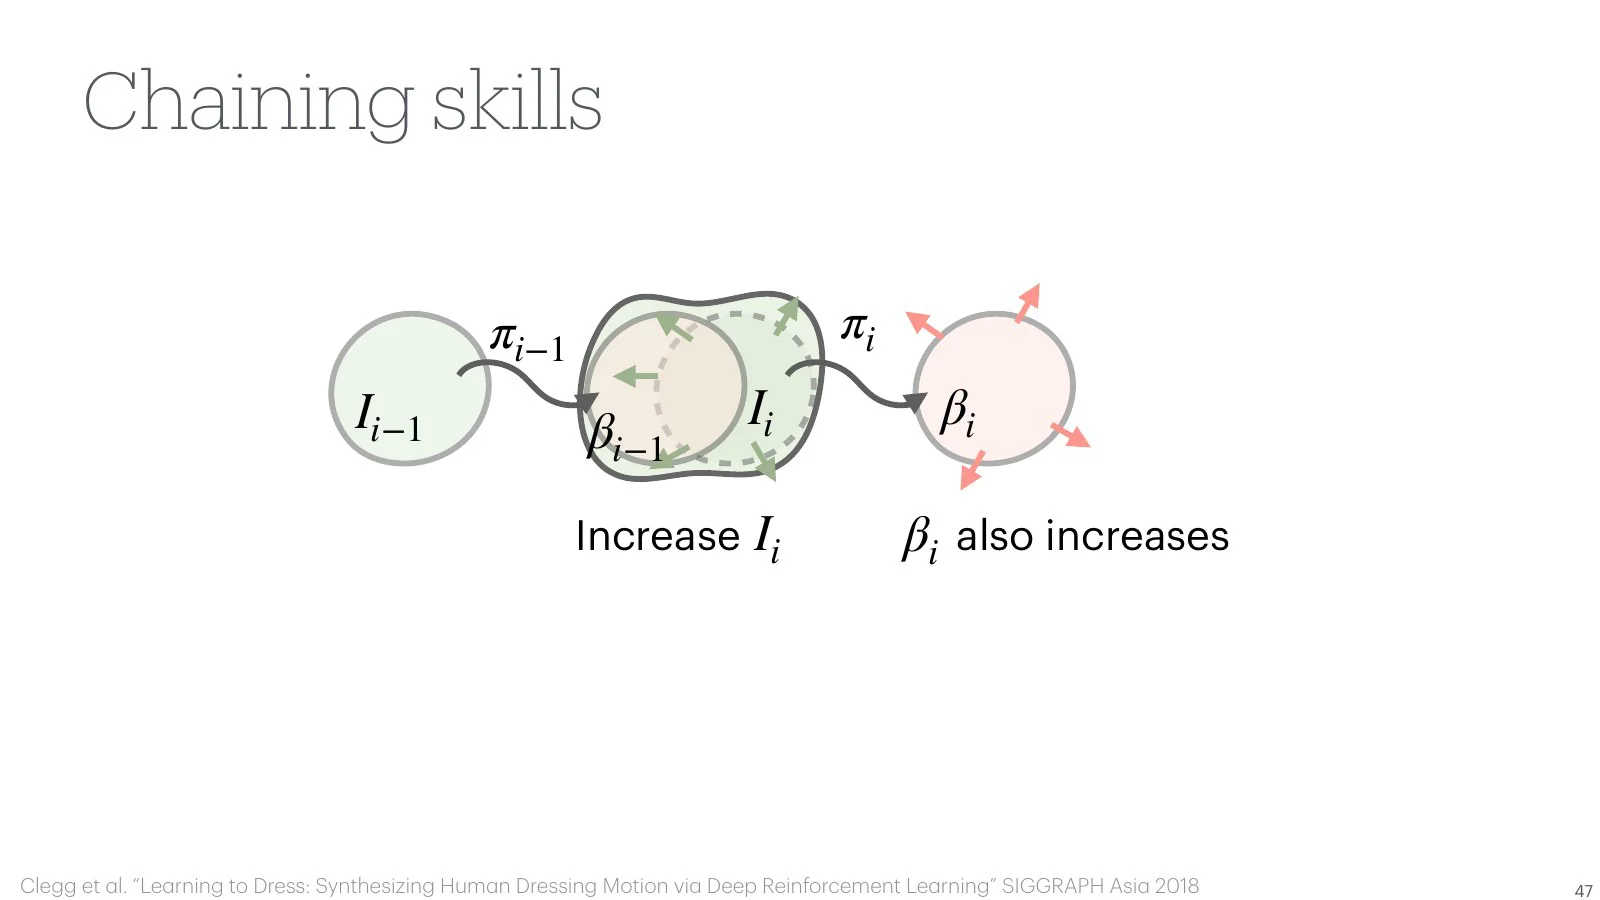 Chaining skills
π_{i−1}
π_i
I_{i−1}
β_{i−1}
I_i
β_i
Increase I_i
β_i also increases
Clegg et al. “Learning to Dress: Synthesizing Human Dressing Motion via Deep Reinforcement Learning” SIGGRAPH Asia 2018
47